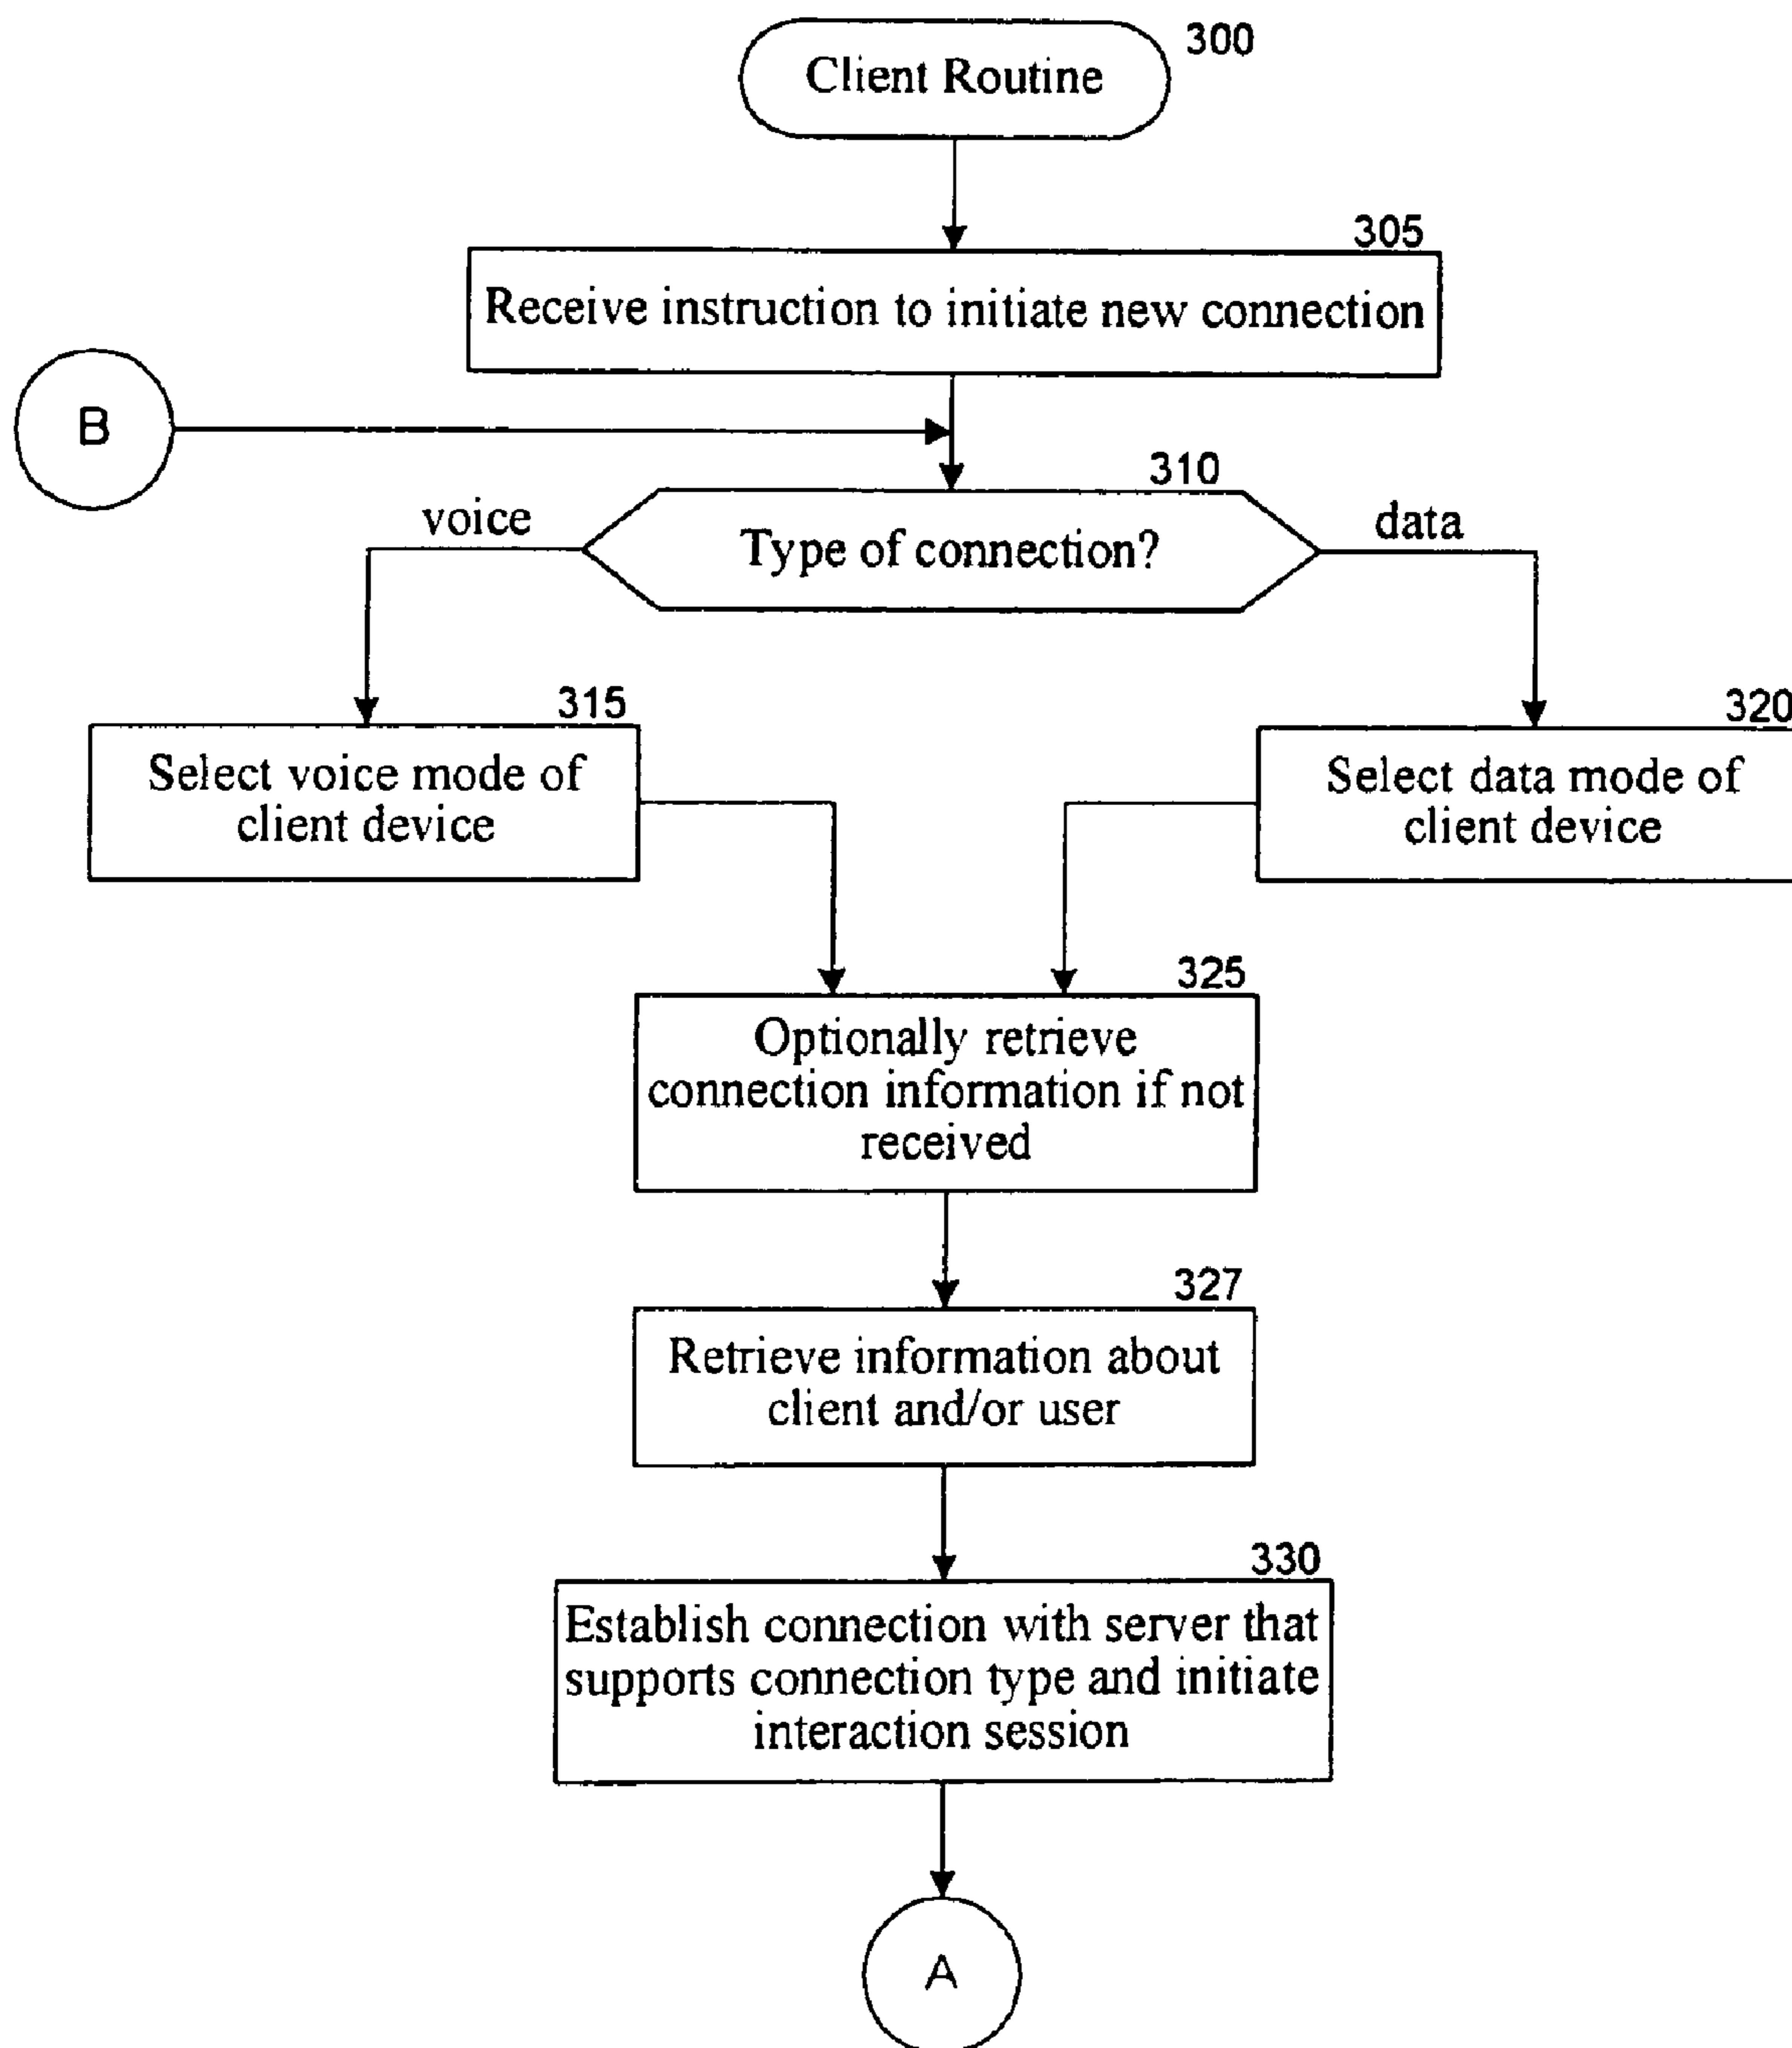 300
Client Routine
305
Receive instruction to initiate new connection
B
310
voice
Type of connection?
data
315
Select voice mode of
client device
320
Select data mode of
client device
325
Optionally retrieve
connection information if not
received
327
Retrieve information about
client and/or user
330
Establish connection with server that
supports connection type and initiate
interaction session
A